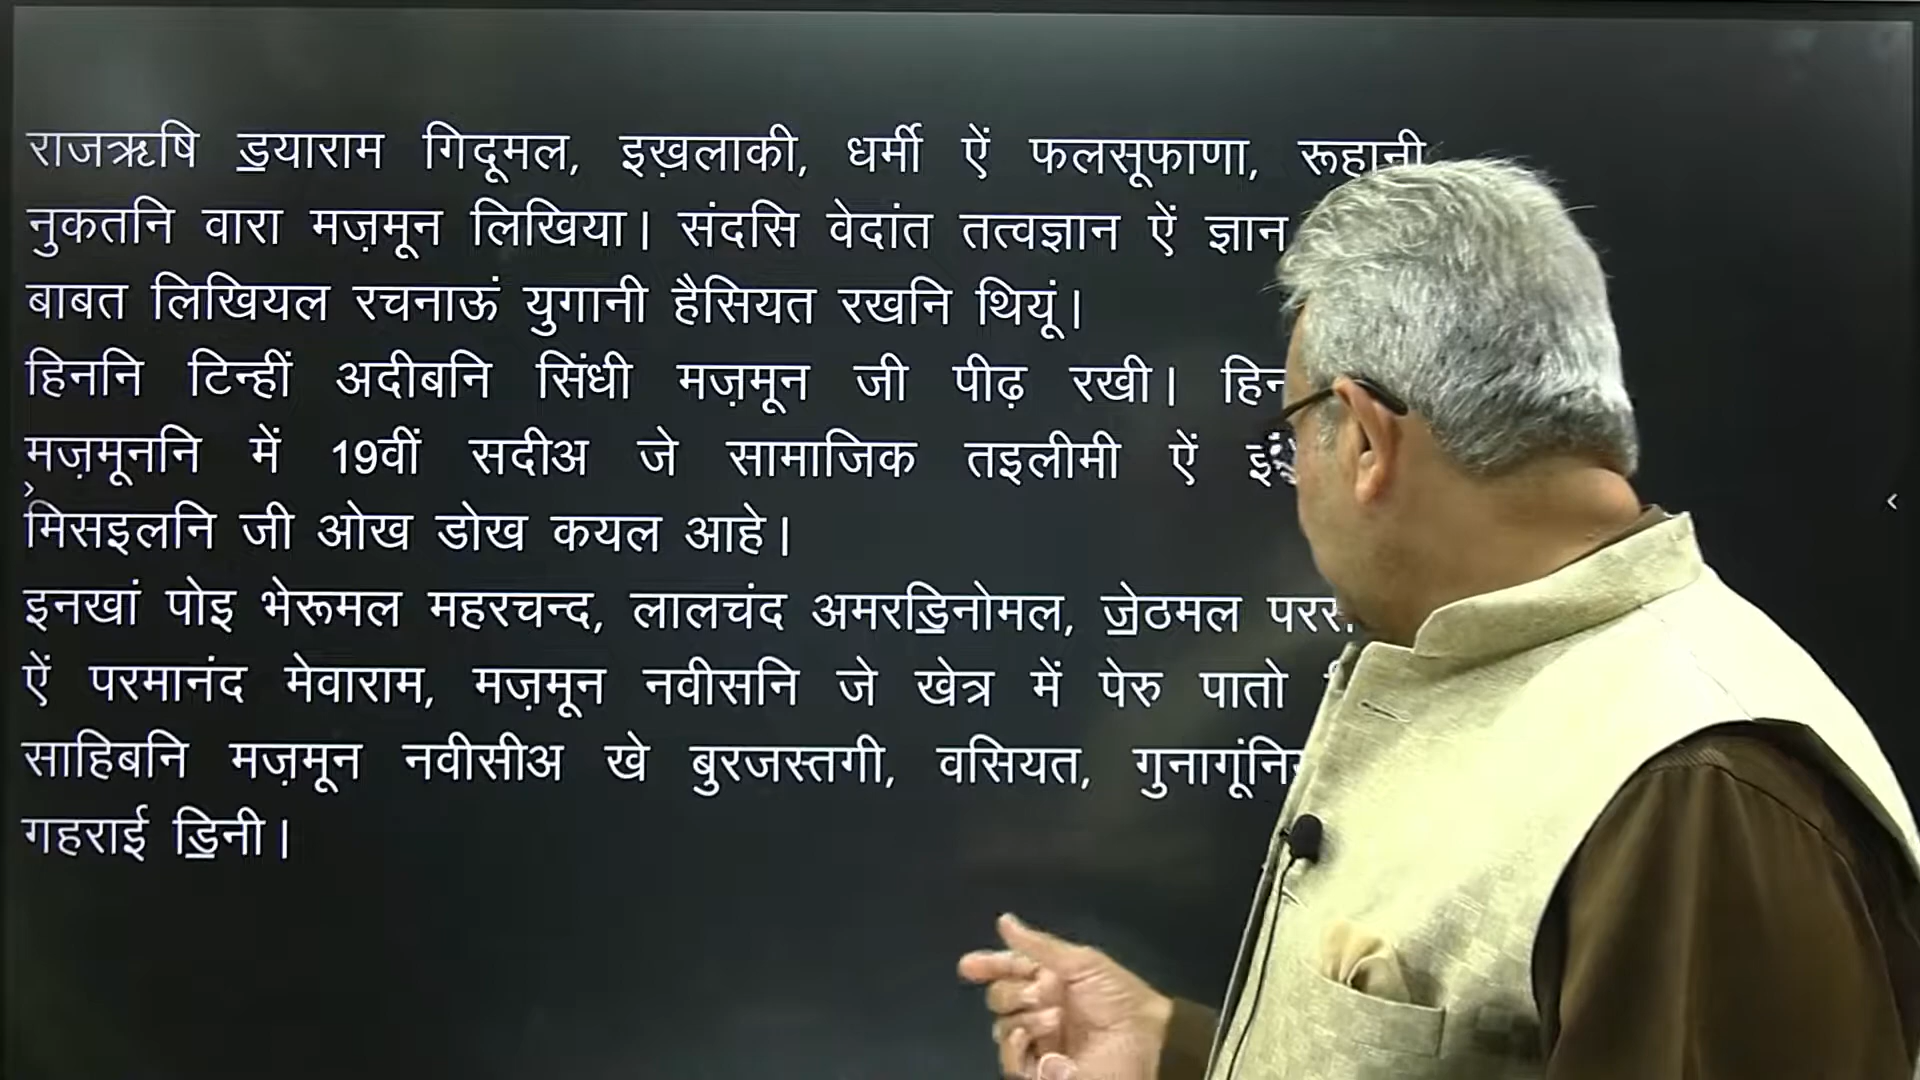 राजऋषि ॾयाराम गिदूमल, इख़लाकी, धर्मी ऐं फलसूफाणा, रूहानी
नुकतनि वारा मज़मून लिखिया। संदसि वेदांत तत्वज्ञान ऐं ज्ञान
बाबत लिखियल रचनाऊं युगानी हैसियत रखनि थियूं।
हिननि टिन्हीं अदीबनि सिंधी मज़मून जी पीढ़ रखी।
मज़मूननि में 19वीं सदीअ जे सामाजिक तइलीमी ऐं
मिसइलनि जी ओख डोख कयल आहे।
इनखां पोइ भेरूमल महरचन्द, लालचंद अमरॾिनोमल, ॼेठमल
ऐं परमानंद मेवाराम, मज़मून नवीसनि जे खेत्र में पेरु पातो
साहिबनि मज़मून नवीसीअ खे बुरजस्तगी, वसियत,
गहराई ॾिनी।